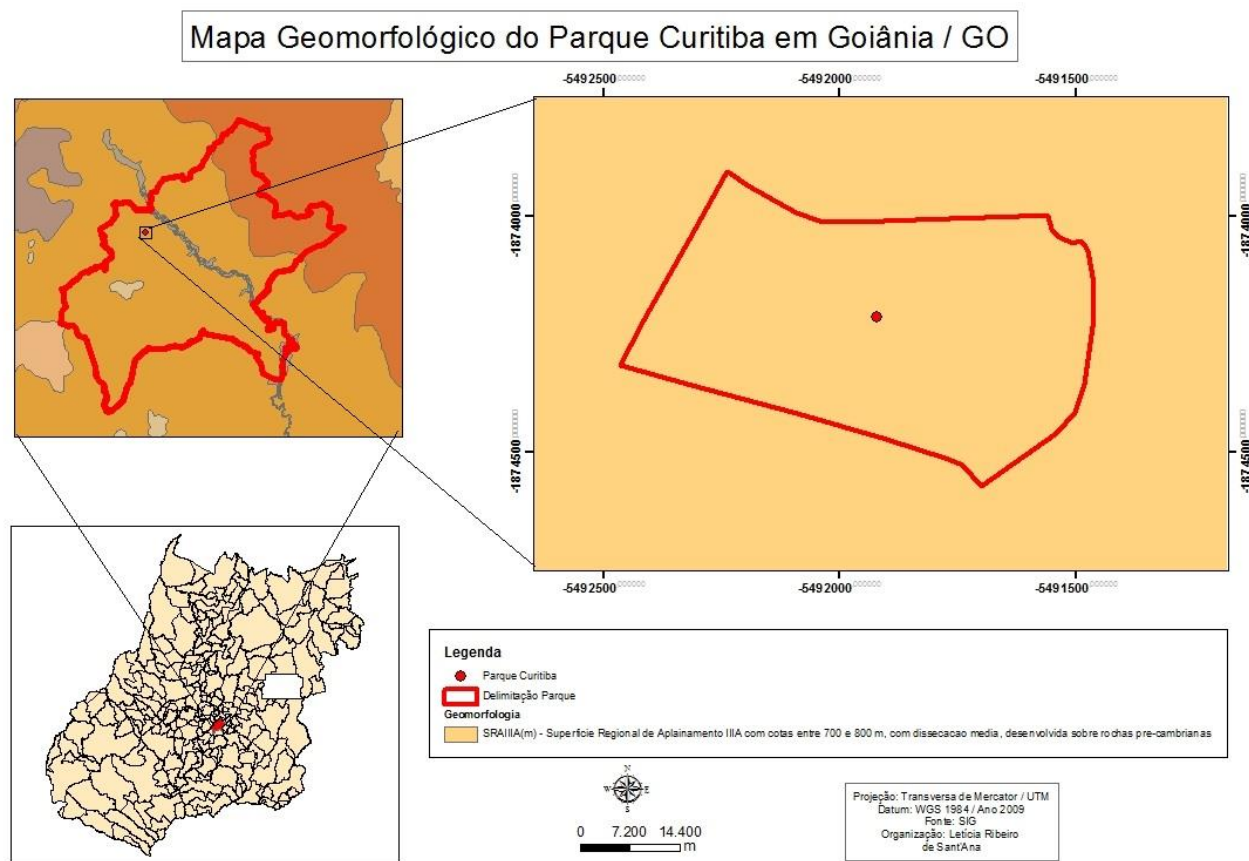 Mapa Geomorfológico do Parque Curitiba em Goiânia / GO
-5492500 -5492000 -5491500
-1874000 -1874000
-1874500 -1874500
-5492500 -5492000 -5491500
Legenda
Parque Curitiba
Delimitação Parque
Geomorfologia
SRAIIIA(m) - Superficie Regional de Aplainamento IIIA com cotas entre 700 e 800 m, com dissecacao media, desenvolvida sobre rochas pre-cambrianas
N
W E
S
0 7.200 14.400
m
Projeção: Transversa de Mercator / UTM
Datum: WGS 1984 / Ano 2009
Fonte: SIG
Organização: Letícia Ribeiro
de Sant'Ana